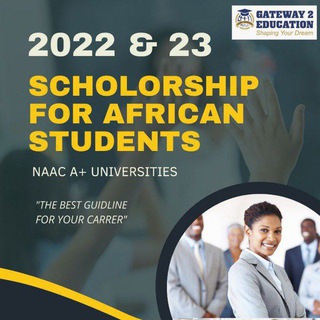 GATEWAY 2
EDUCATION
Shaping Your Dream
2022 & 23
SCHOLORSHIP
FOR AFRICAN
STUDENTS
NAAC A+ UNIVERSITIES
"THE BEST GUIDLINE
FOR YOUR CARRER"